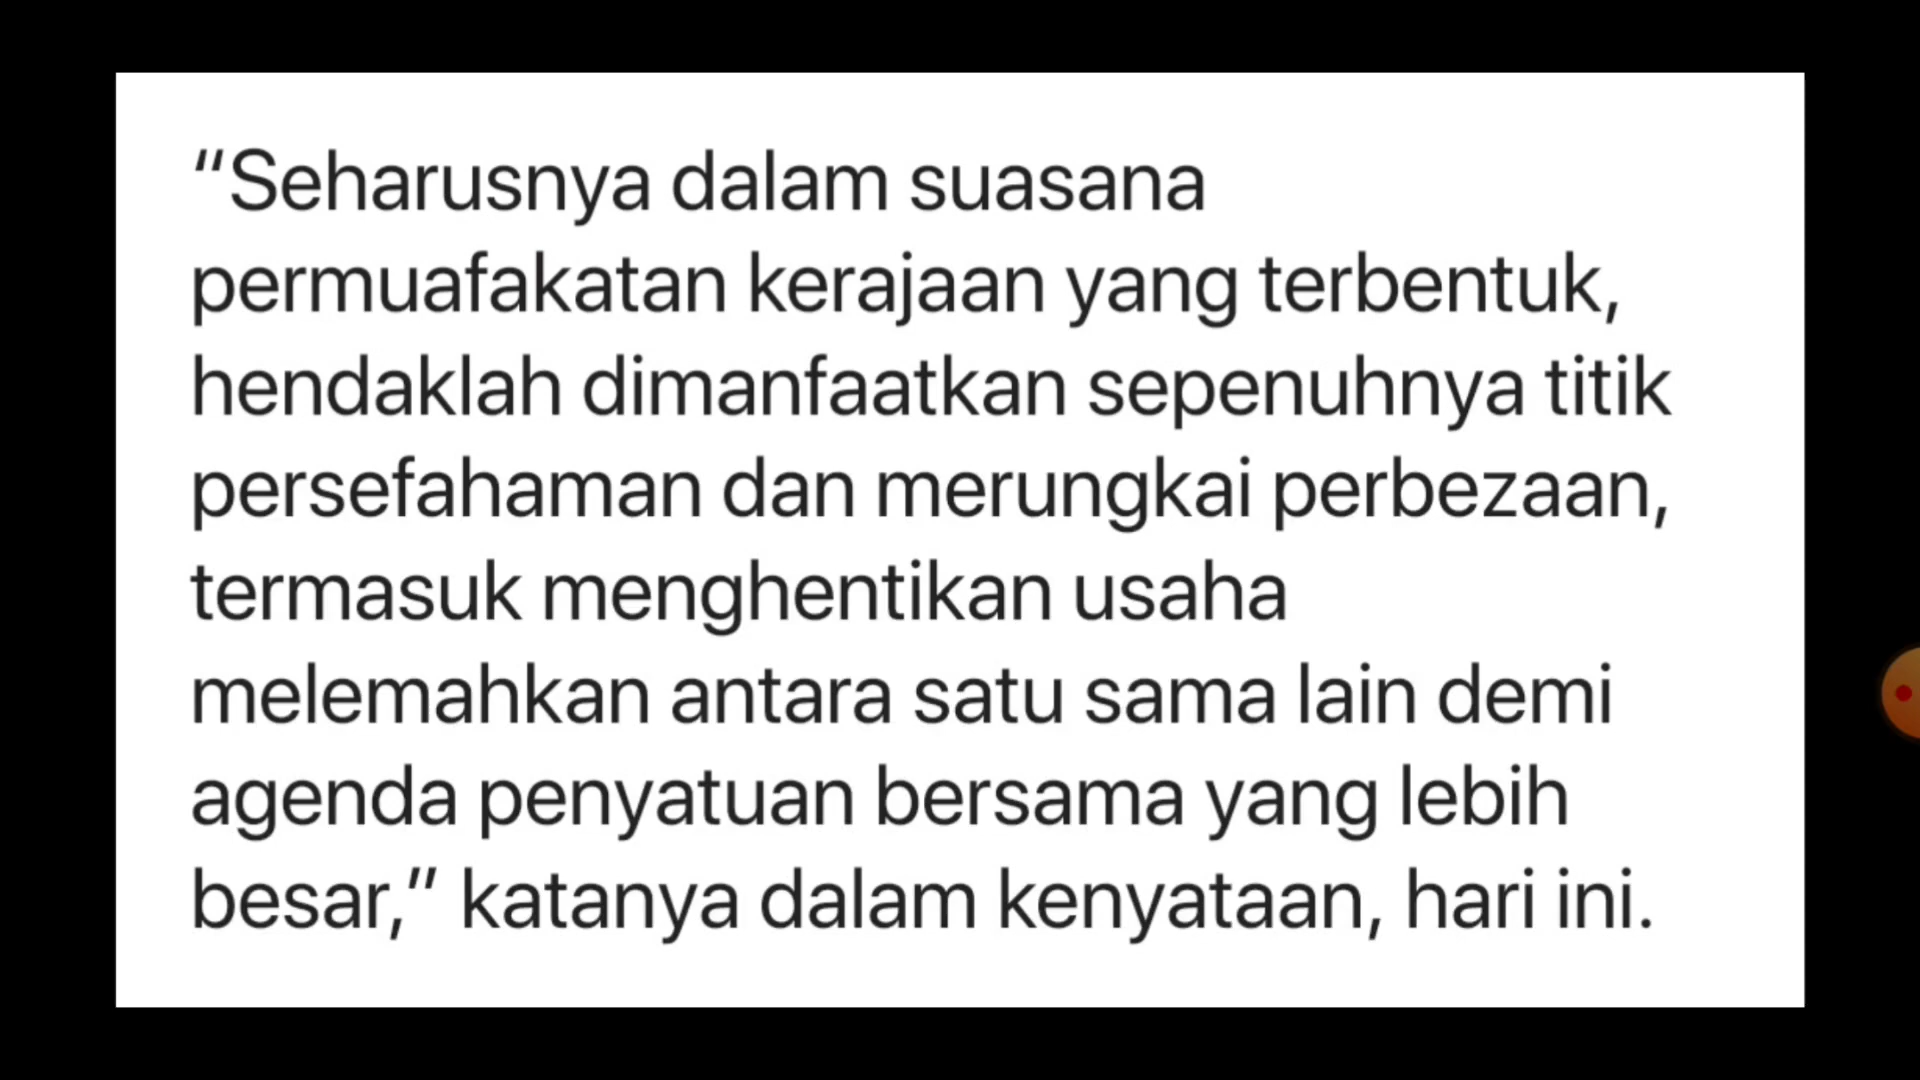 “Seharusnya dalam suasana
permuafakatan kerajaan yang terbentuk,
hendaklah dimanfaatkan sepenuhnya titik
persefahaman dan merungkai perbezaan,
termasuk menghentikan usaha
melemahkan antara satu sama lain demi
agenda penyatuan bersama yang lebih
besar,” katanya dalam kenyataan, hari ini.